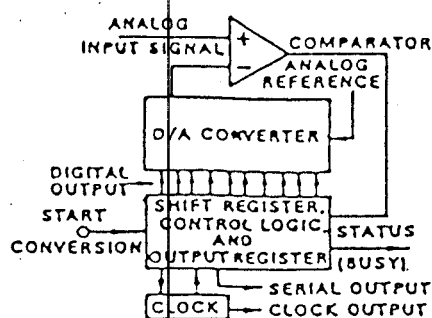 ANALOG
INPUT SIGNAL
+
−
COMPARATOR
ANALOG
REFERENCE
D/A CONVERTER
DIGITAL
OUTPUT
START
CONVERSION
SHIFT REGISTER,
CONTROL LOGIC
AND
OUTPUT REGISTER
STATUS
(BUSY)
SERIAL OUTPUT
CLOCK
CLOCK OUTPUT